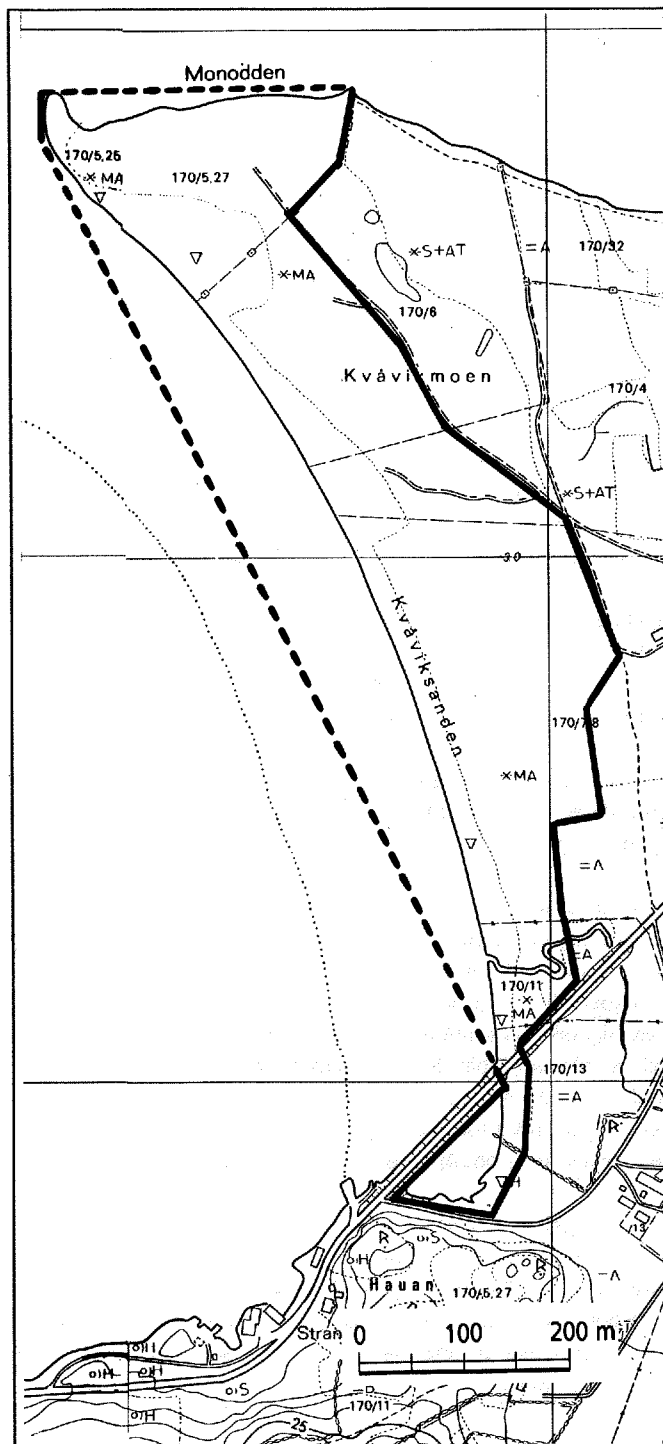 Monodden
170/5,26
MA
170/5,27
S+AT
A
170/32
MA
170/6
Kvåvikmoen
170/4
S+AT
30
Kvåviksanden
170/7,8
MA
A
A
170/11
MA
170/13
A
R
H
/13
R
S
H
R
A
Hauan
170/5,27
Stran
0 100 200 m
H
H
H
S
H
170/11
25